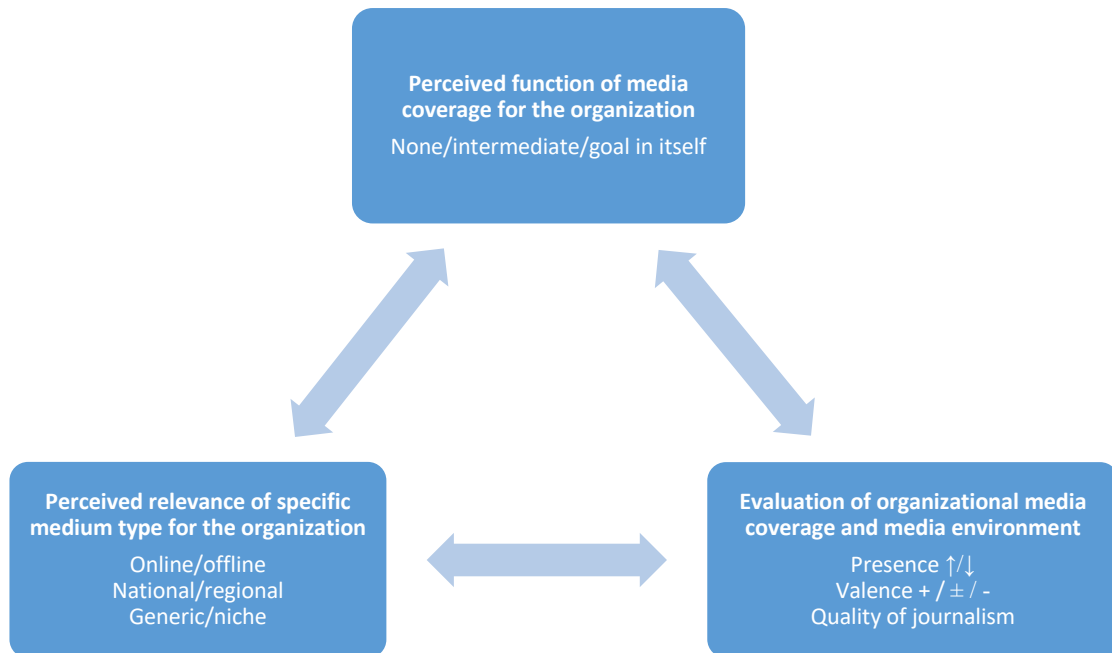 Perceived function of media
coverage for the organization
None/intermediate/goal in itself
Perceived relevance of specific
medium type for the organization
Online/offline
National/regional
Generic/niche
Evaluation of organizational media
coverage and media environment
Presence ↑/↓
Valence + / ± / -
Quality of journalism